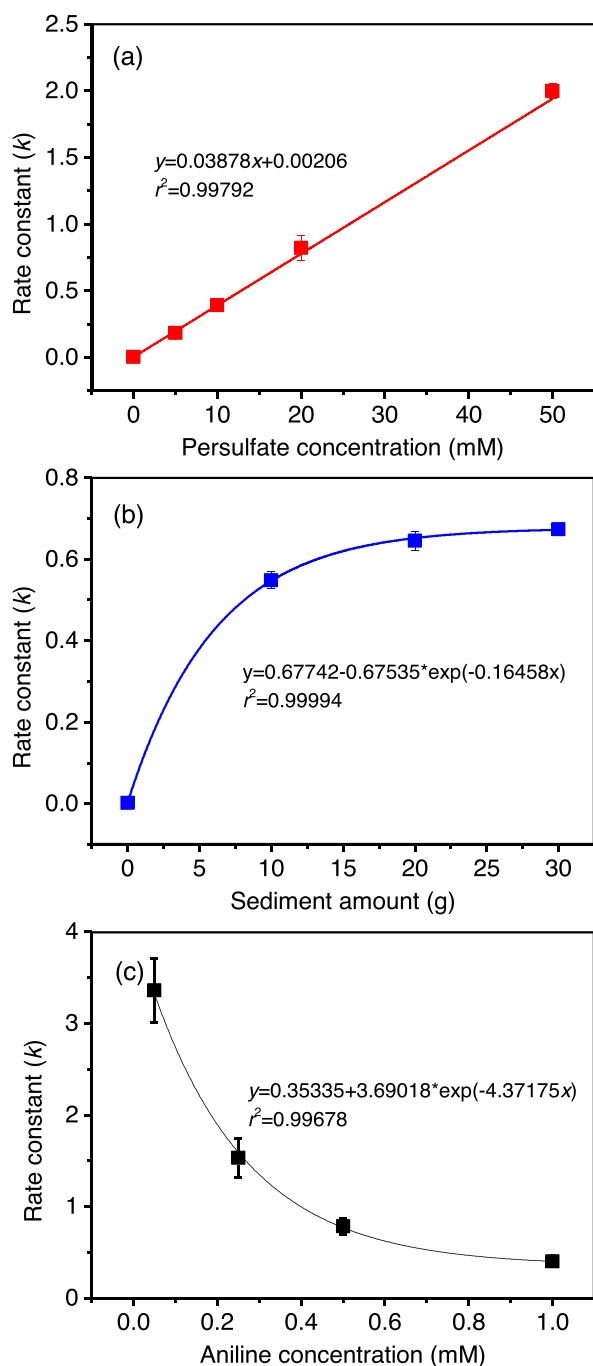 2.5
(a)
2.0
Rate constant (k)
1.5
y=0.03878x+0.00206
r²=0.99792
1.0
0.5
0.0
0 10 20 30 40 50
Persulfate concentration (mM)
0.8
(b)
0.6
Rate constant (k)
0.4
y=0.67742-0.67535*exp(-0.16458x)
r²=0.99994
0.2
0.0
0 5 10 15 20 25 30
Sediment amount (g)
4
(c)
3
Rate constant (k)
y=0.35335+3.69018*exp(-4.37175x)
r²=0.99678
2
1
0
0.0 0.2 0.4 0.6 0.8 1.0
Aniline concentration (mM)